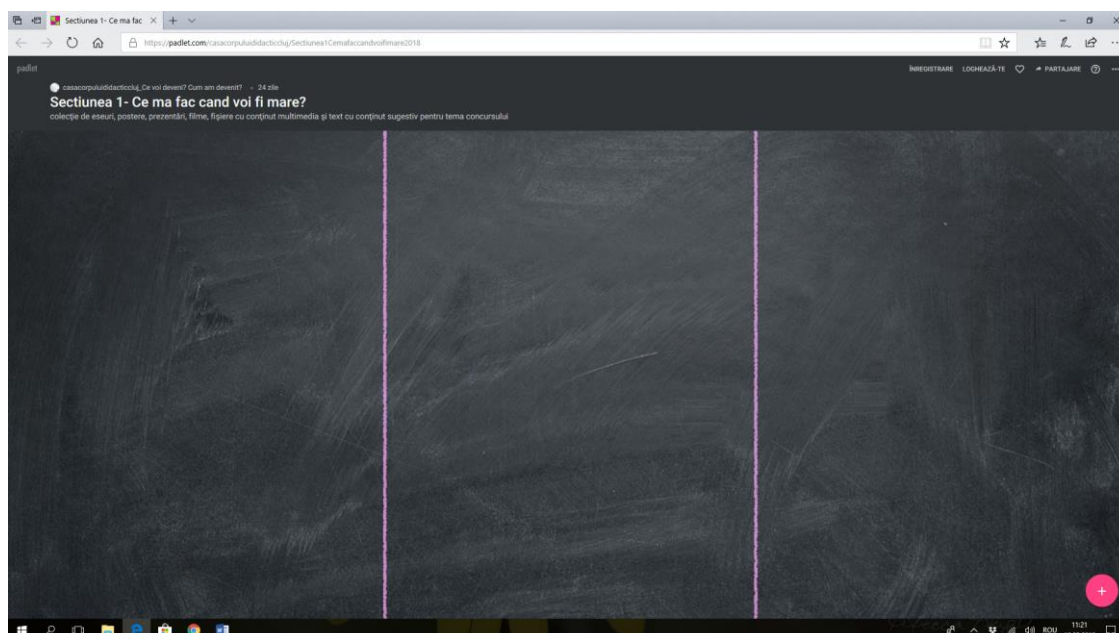 Sectiunea 1- Ce ma fac
https://padlet.com/casacorpuluididacticcluj/Sectiunea1Cemafaccandvoifimare2018
padlet
ÎNREGISTRARE LOGHEAZĂ-TE PARTAJARE
casacorpuluididacticcluj_Ce voi deveni? Cum am devenit? 24 zile
Sectiunea 1- Ce ma fac cand voi fi mare?
colecție de eseuri, postere, prezentări, filme, fișiere cu conținut multimedia și text cu conținut sugestiv pentru tema concursului
ROU 11:21